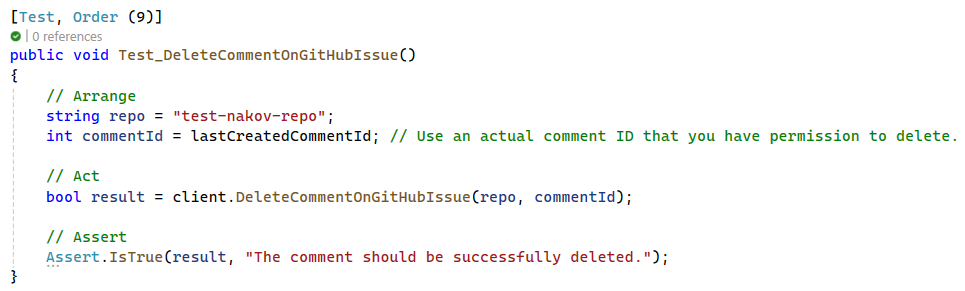 [Test, Order (9)]
| 0 references
public void Test_DeleteCommentOnGitHubIssue()
{
    // Arrange
    string repo = "test-nakov-repo";
    int commentId = lastCreatedCommentId; // Use an actual comment ID that you have permission to delete.
    // Act
    bool result = client.DeleteCommentOnGitHubIssue(repo, commentId);
    // Assert
    Assert.IsTrue(result, "The comment should be successfully deleted.");
}